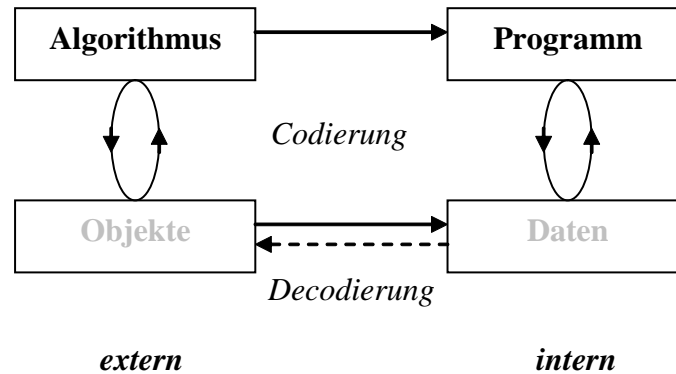 Algorithmus
Programm
Codierung
Objekte
Daten
Decodierung
extern
intern